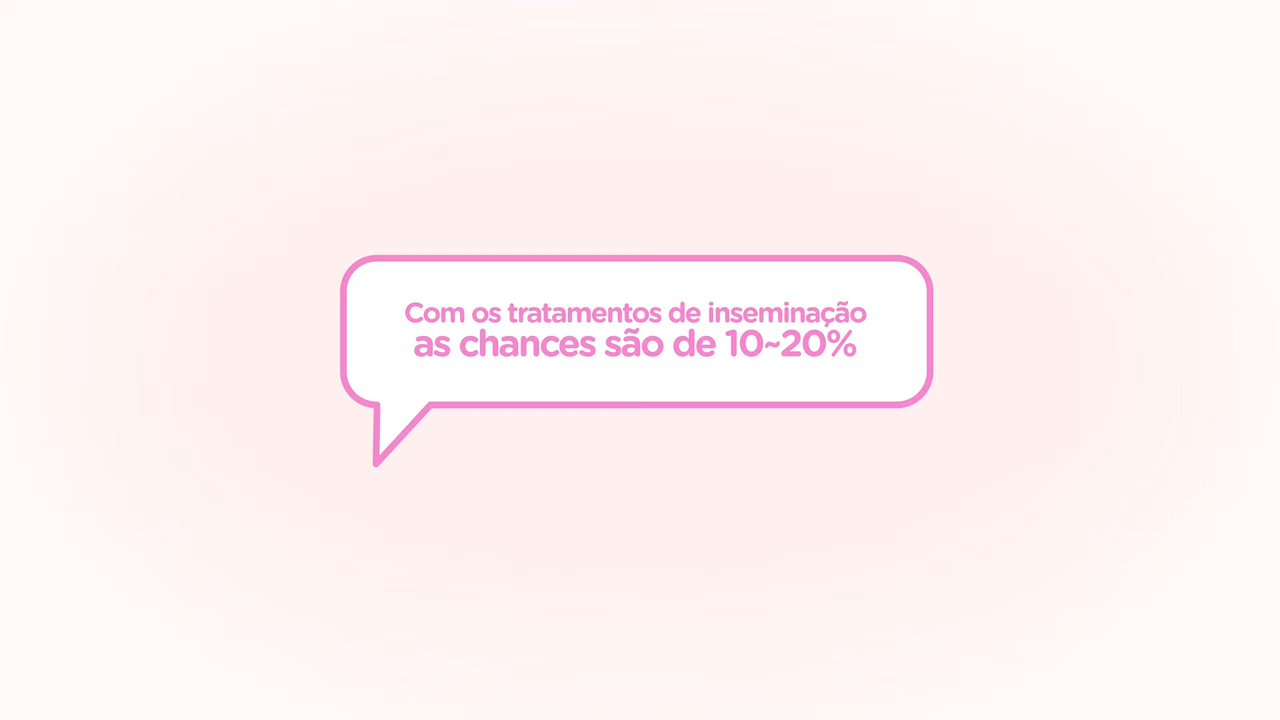 Com os tratamentos de inseminação
as chances são de 10~20%